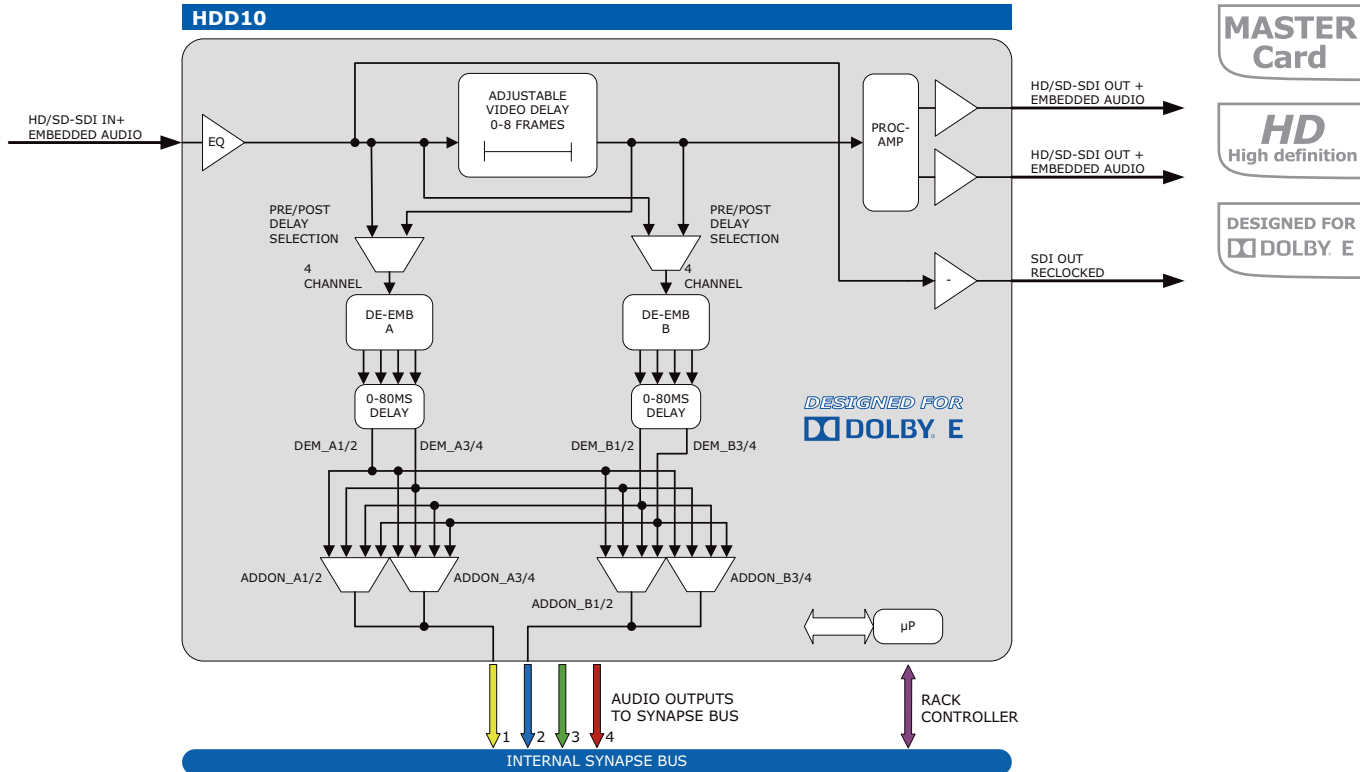 HDD10
MASTER
Card
HD
High definition
DESIGNED FOR
DOLBY E
HD/SD-SDI IN+
EMBEDDED AUDIO
EQ
ADJUSTABLE
VIDEO DELAY
0-8 FRAMES
PROC-
AMP
HD/SD-SDI OUT +
EMBEDDED AUDIO
HD/SD-SDI OUT +
EMBEDDED AUDIO
PRE/POST
DELAY
SELECTION
PRE/POST
DELAY
SELECTION
SDI OUT
RECLOCKED
-
4
CHANNEL
4
CHANNEL
DE-EMB
A
DE-EMB
B
0-80MS
DELAY
0-80MS
DELAY
DESIGNED FOR
DOLBY E
DEM_A1/2
DEM_A3/4
DEM_B1/2
DEM_B3/4
ADDON_A1/2
ADDON_A3/4
ADDON_B1/2
ADDON_B3/4
µP
AUDIO OUTPUTS
TO SYNAPSE BUS
RACK
CONTROLLER
1
2
3
4
INTERNAL SYNAPSE BUS